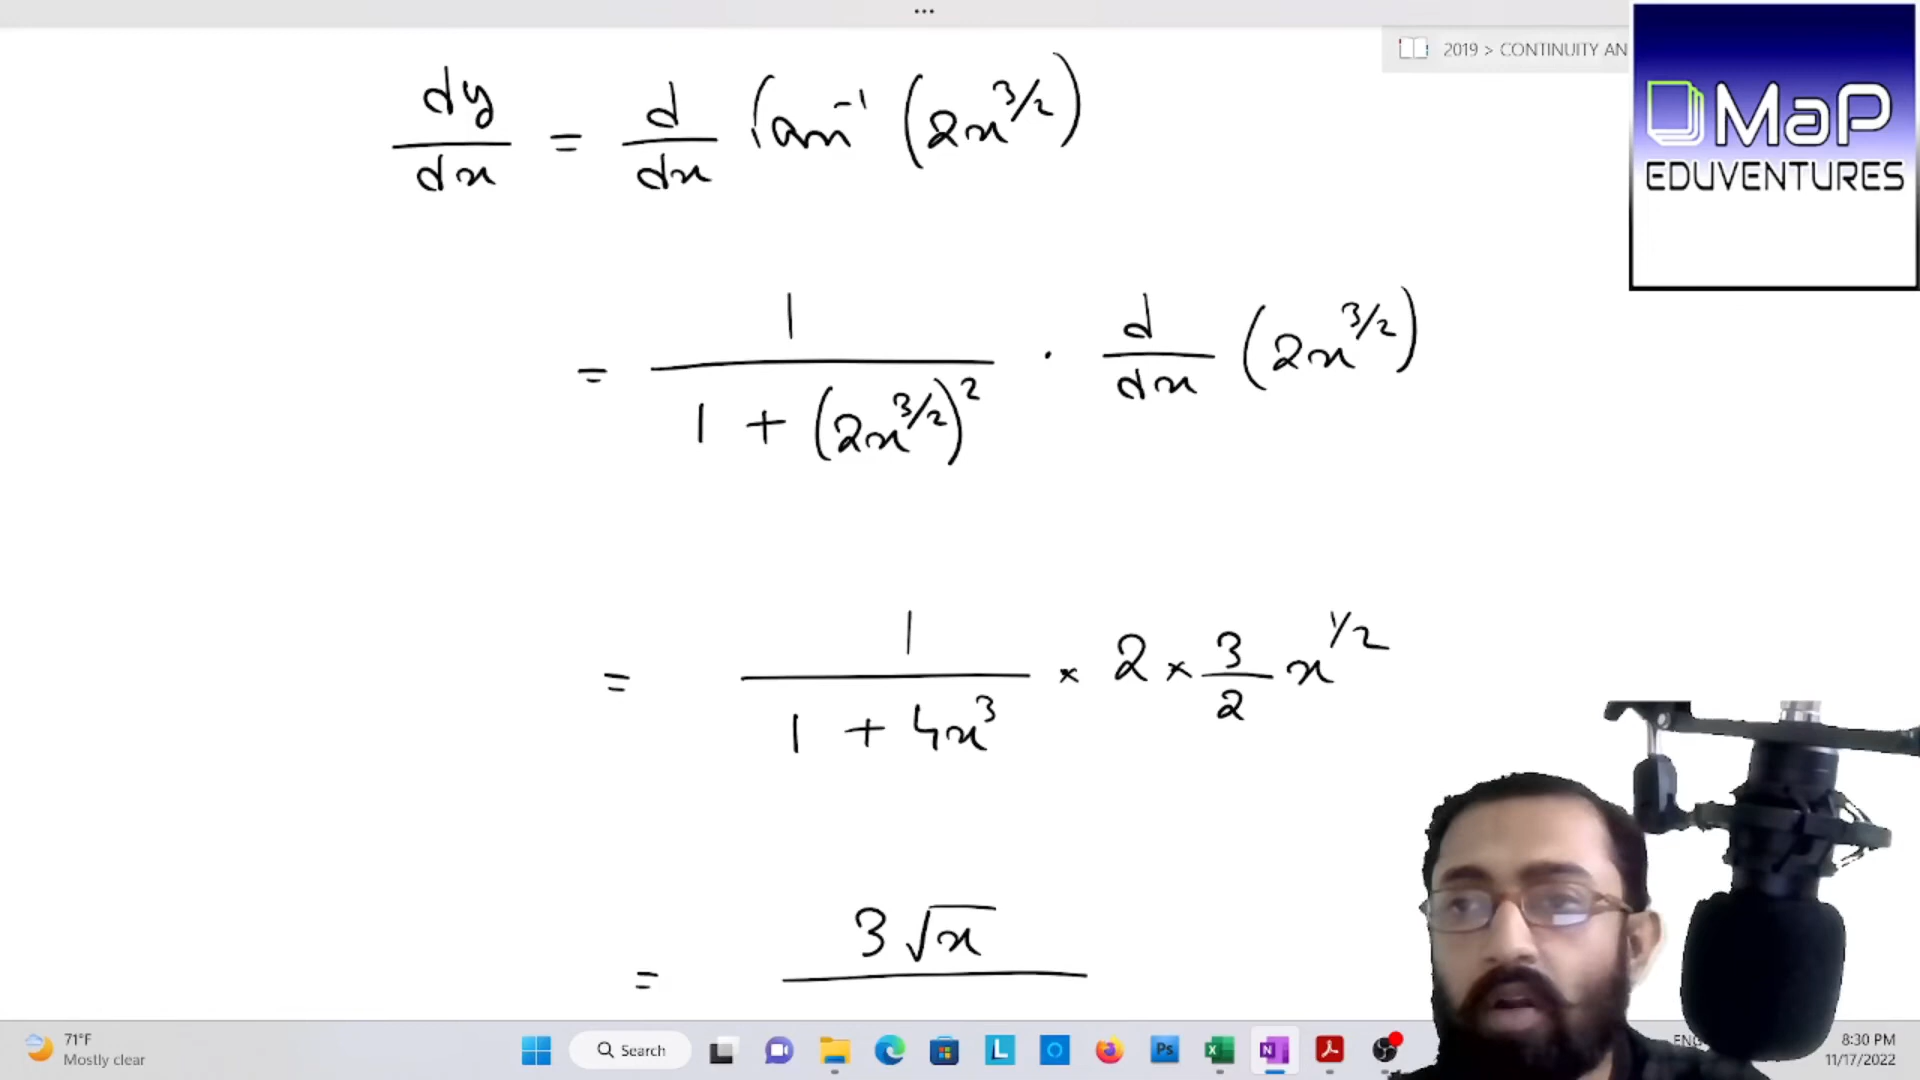 ...
2019 > CONTINUITY AN
MaP
EDUVENTURES
dy/dx = d/dx tan⁻¹ (2x^3/2)
= 1/(1 + (2x^3/2)²) · d/dx (2x^3/2)
= 1/(1 + 4x³) × 2 × 3/2 x^1/2
= 3√x
71°F
Mostly clear
Search
L
Ps
N
ENG
8:30 PM
11/17/2022